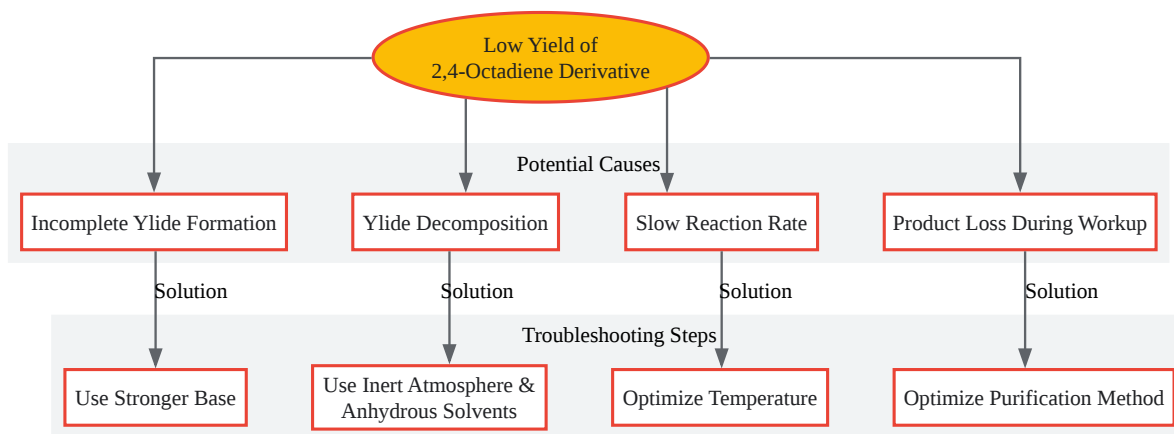 Low Yield of
2,4-Octadiene Derivative
Potential Causes
Incomplete Ylide Formation
Ylide Decomposition
Slow Reaction Rate
Product Loss During Workup
Solution
Solution
Solution
Solution
Troubleshooting Steps
Use Stronger Base
Use Inert Atmosphere &
Anhydrous Solvents
Optimize Temperature
Optimize Purification Method